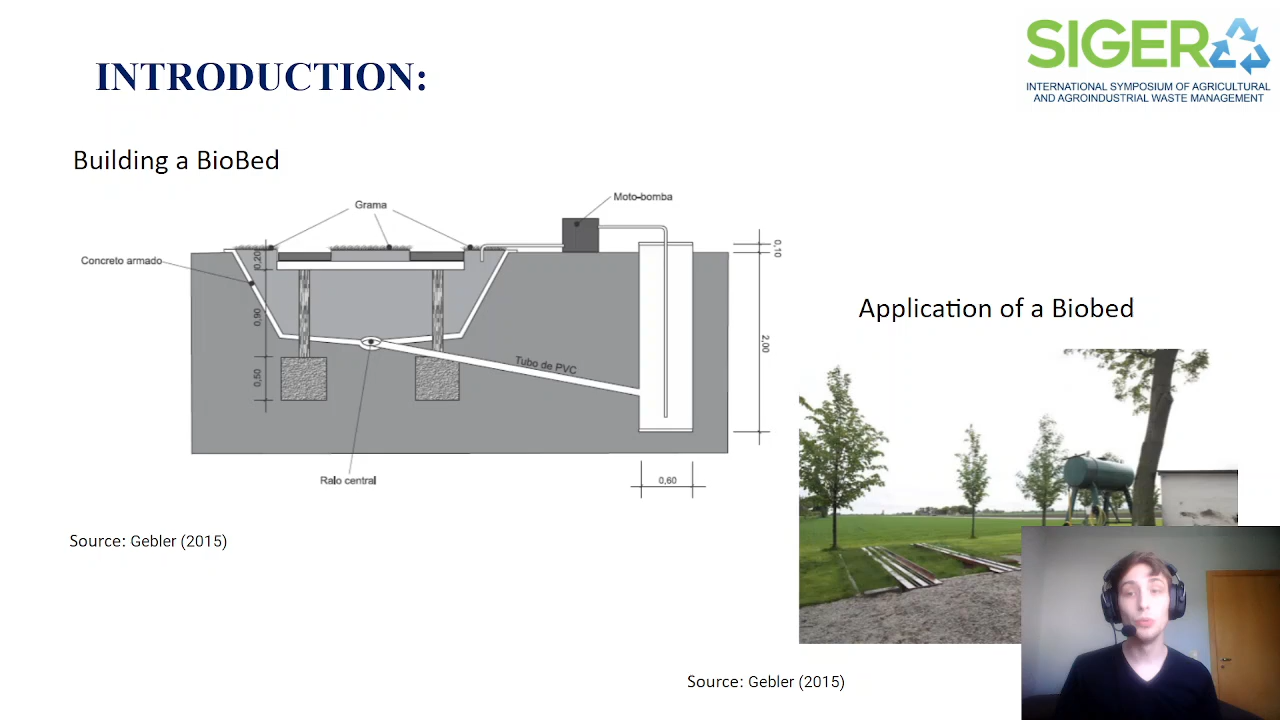 INTRODUCTION:
SIGER
INTERNATIONAL SYMPOSIUM OF AGRICULTURAL
AND AGROINDUSTRIAL WASTE MANAGEMENT
Building a BioBed
Grama
Moto-bomba
Concreto armado
0,20
0,90
0,50
0,10
2,00
Tubo de PVC
Ralo central
0,60
Source: Gebler (2015)
Application of a Biobed
Source: Gebler (2015)